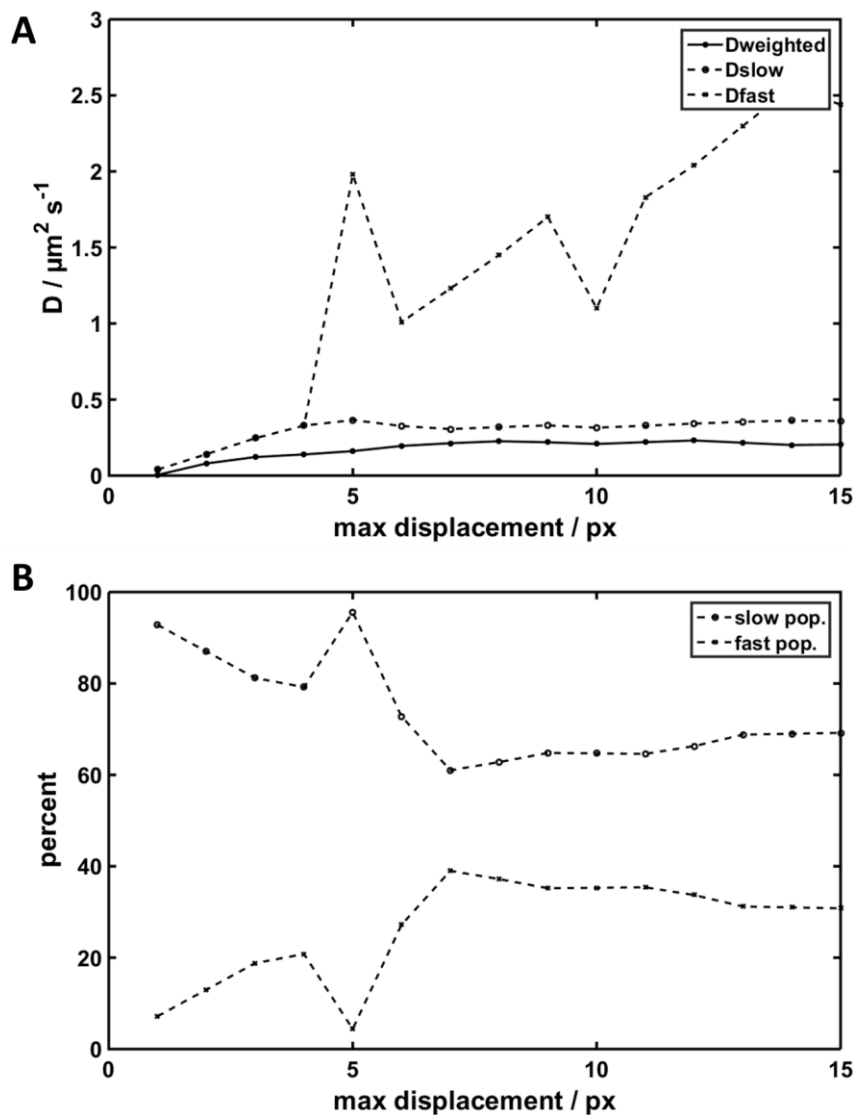 A
3
2.5
2
1.5
1
0.5
0
D / µm² s⁻¹
Dweighted
Dslow
Dfast
0
5
10
15
max displacement / px
B
100
80
60
40
20
0
percent
slow pop.
fast pop.
0
5
10
15
max displacement / px